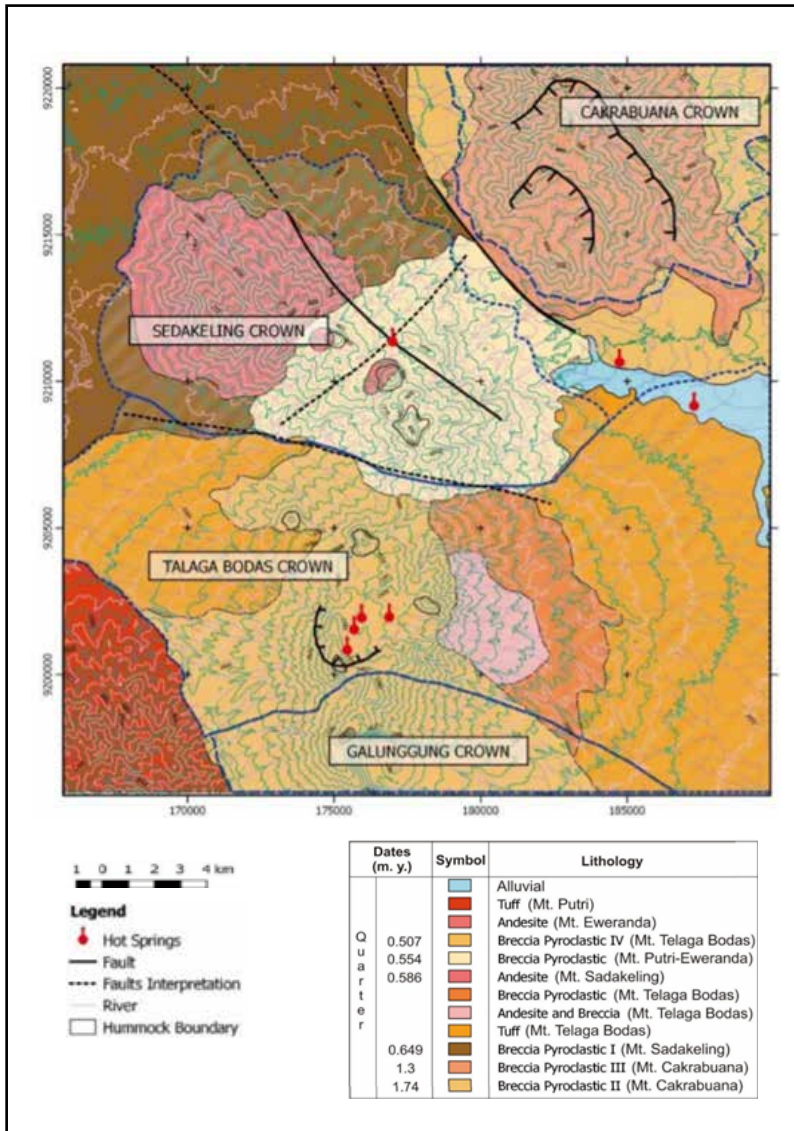 CAKRABUANA CROWN
SEDAKELING CROWN
TALAGA BODAS CROWN
GALUNGGUNG CROWN
9220000
9215000
9210000
9205000
9200000
170000 175000 180000 185000
1 0 1 2 3 4 km
Legend
Hot Springs
Fault
Faults Interpretation
River
Hummock Boundary
Dates (m. y.) Symbol Lithology
Quarter
Alluvial
Tuff (Mt. Putri)
Andesite (Mt. Eweranda)
0.507 Breccia Pyroclastic IV (Mt. Telaga Bodas)
0.554 Breccia Pyroclastic (Mt. Putri-Eweranda)
0.586 Andesite (Mt. Sadakeling)
Breccia Pyroclastic (Mt. Telaga Bodas)
Andesite and Breccia (Mt. Telaga Bodas)
Tuff (Mt. Telaga Bodas)
0.649 Breccia Pyroclastic I (Mt. Sadakeling)
1.3 Breccia Pyroclastic III (Mt. Cakrabuana)
1.74 Breccia Pyroclastic II (Mt. Cakrabuana)